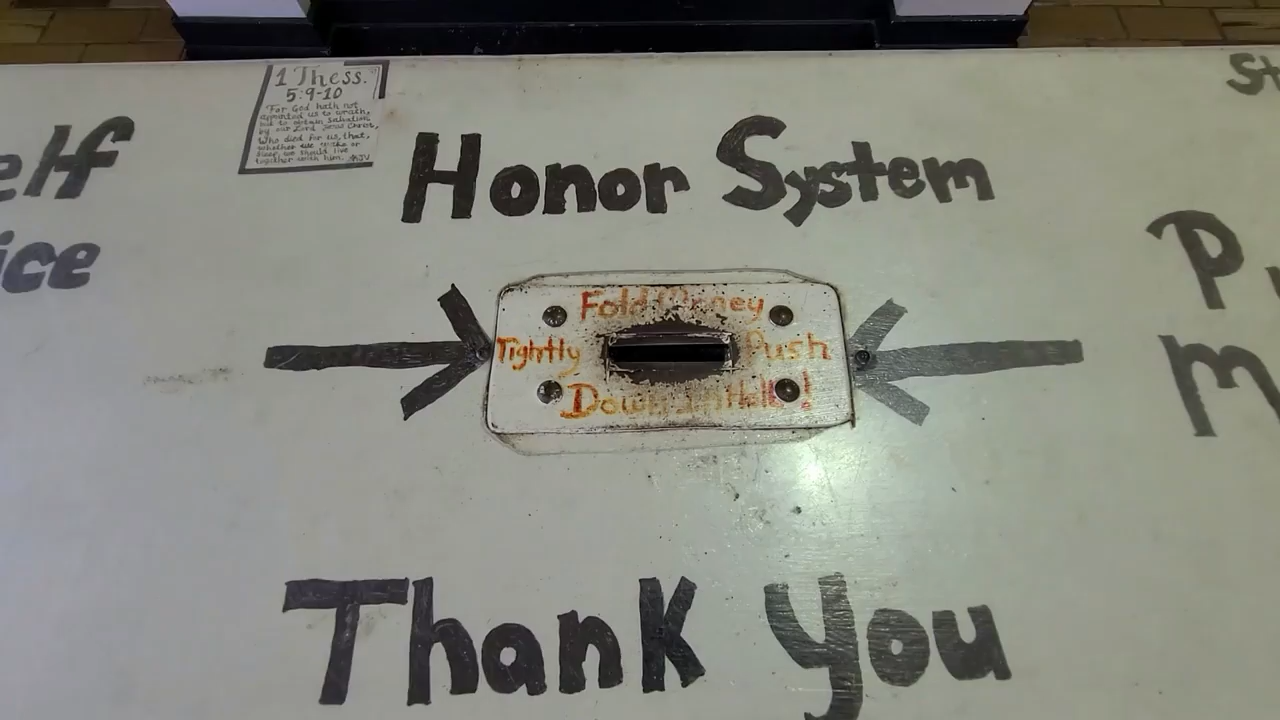 1 Thess.
5:9-10
For God hath not
appointed us to wrath,
but to obtain salvation
by our Lord Jesus Christ,
Who died for us, that,
whether we wake or
sleep, we should live
together with him. KJV
elf
ice
Honor System
Fold Money
Tightly Push
Down
Thank You
St
P
M